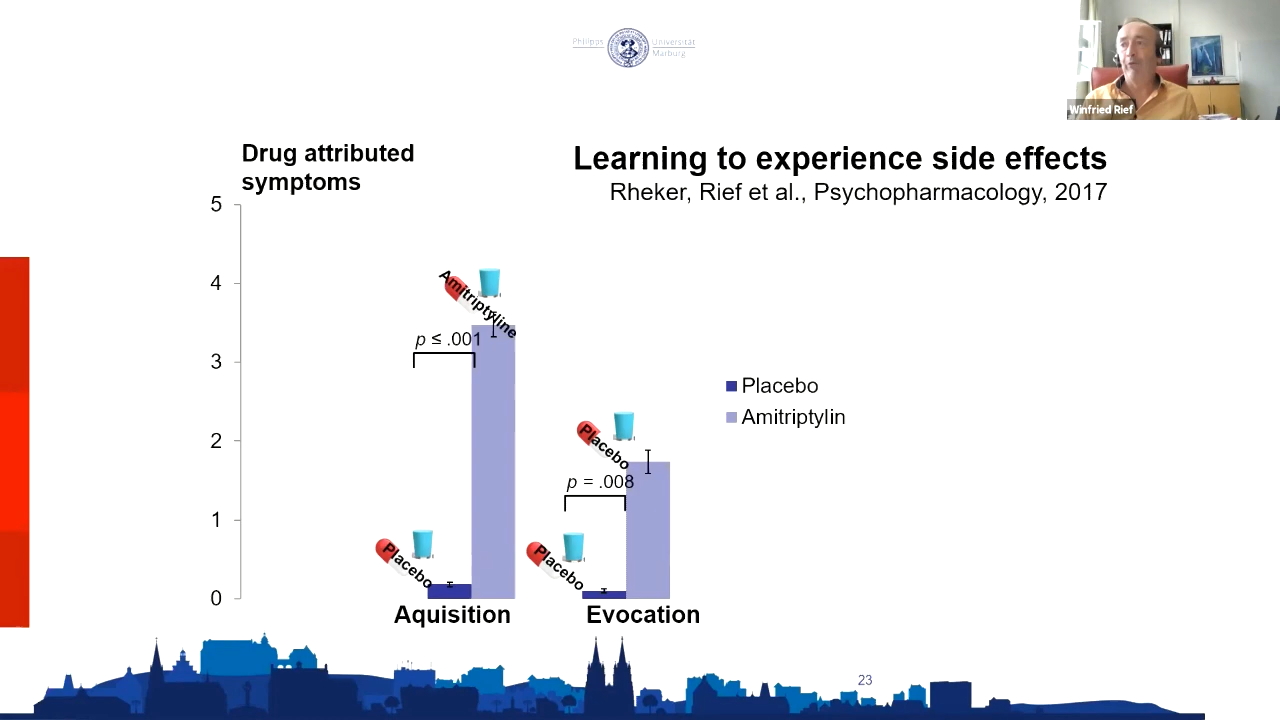 Philipps Universität
Marburg
Winfried Rief
Drug attributed
symptoms
Learning to experience side effects
Rheker, Rief et al., Psychopharmacology, 2017
5
4
3
2
1
0
Amitriptyline
p ≤ .001
Placebo
p = .008
Placebo
Placebo
Placebo
Amitriptylin
Aquisition
Evocation
23